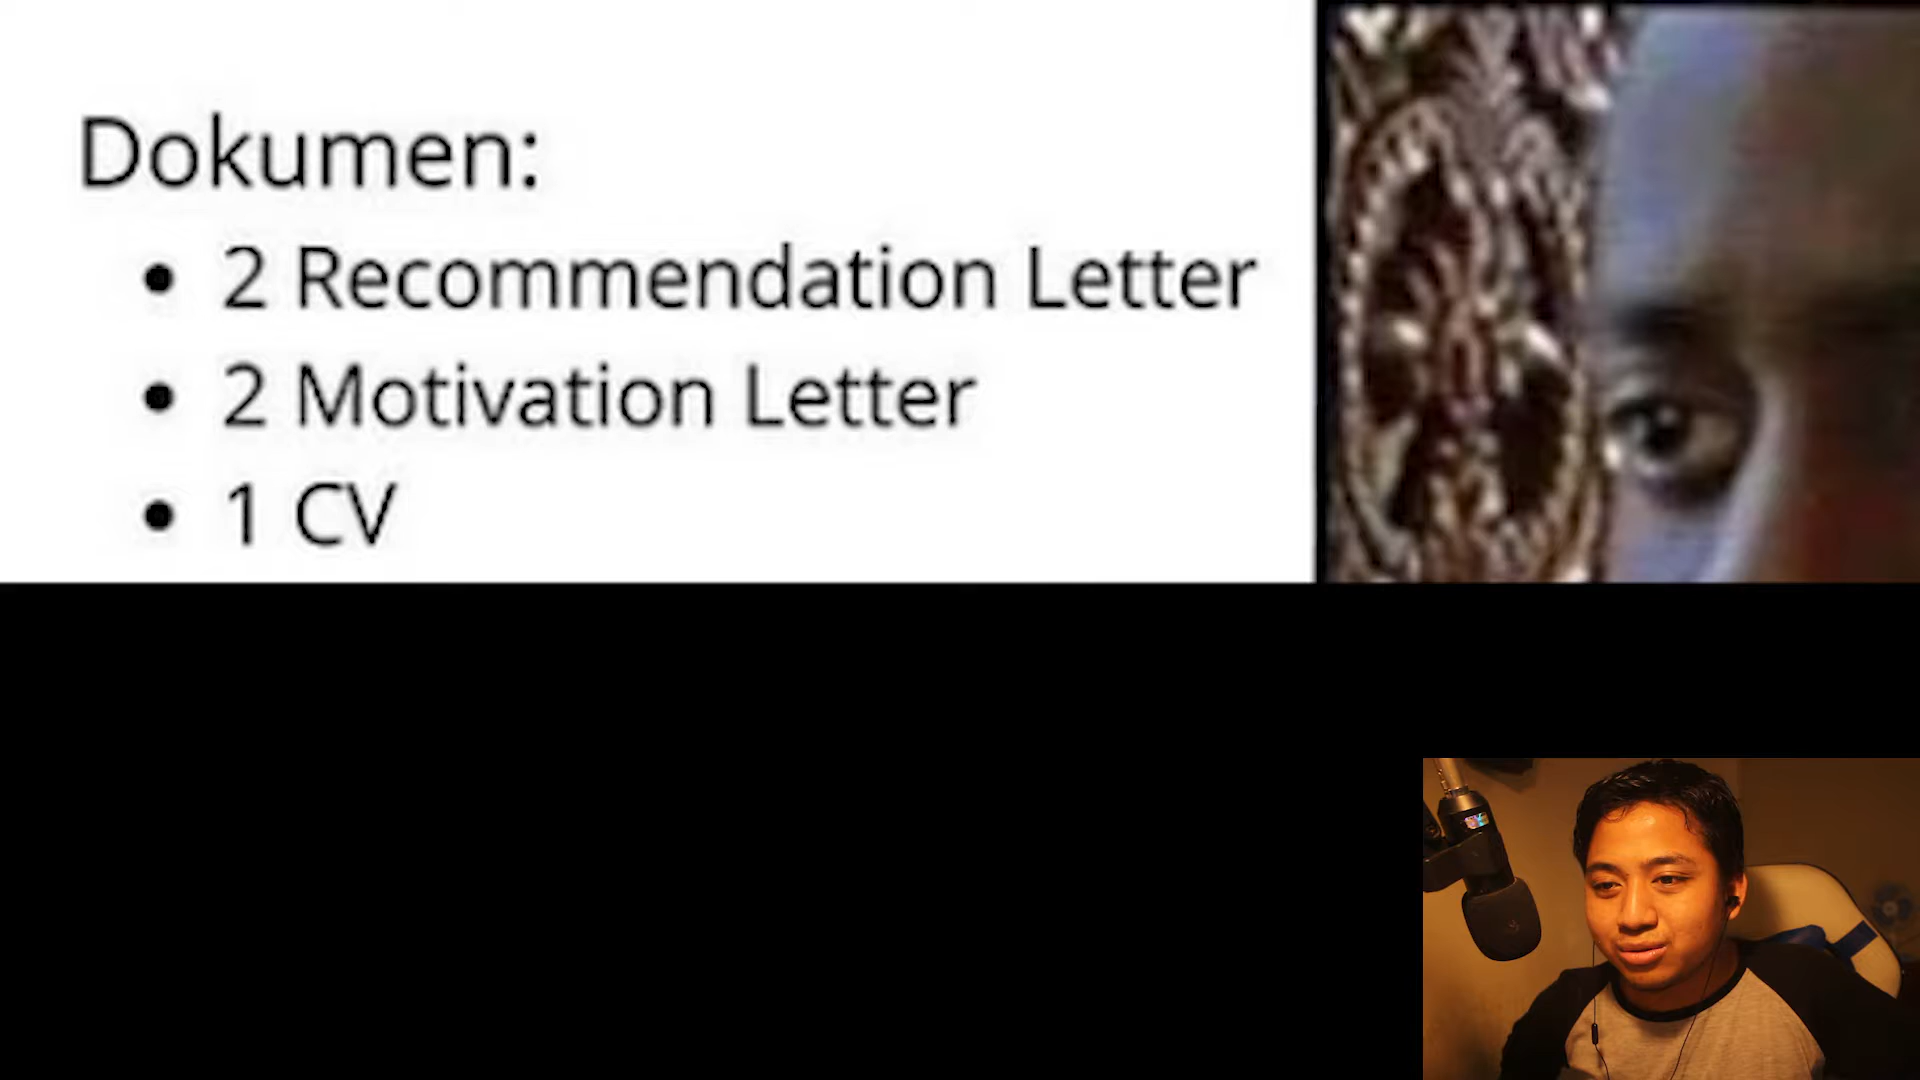 Dokumen:
• 2 Recommendation Letter
• 2 Motivation Letter
• 1 CV